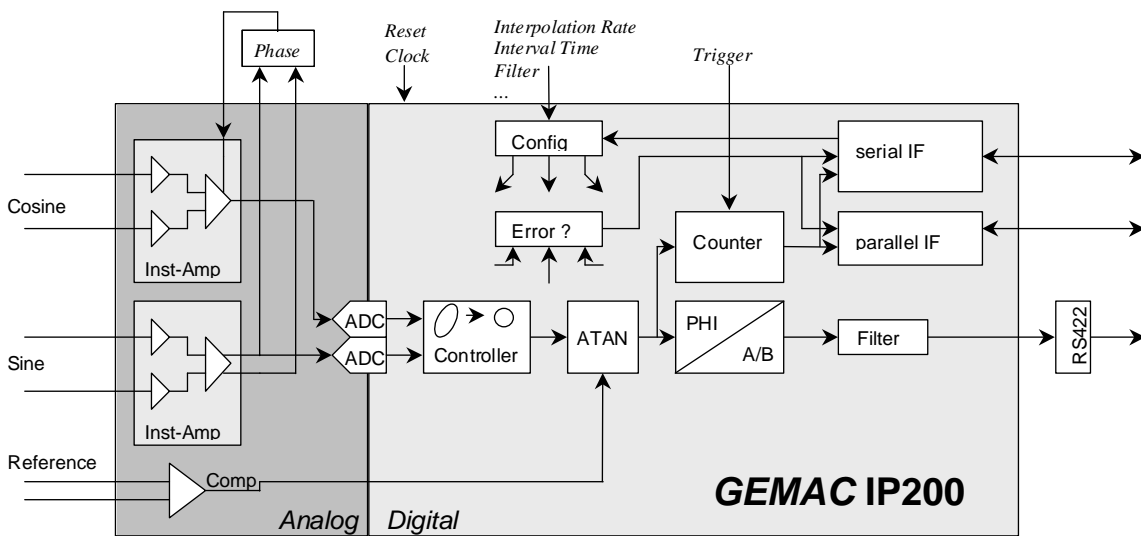 Phase
Reset
Clock
Interpolation Rate
Interval Time
Filter
...
Trigger
Config
serial IF
Cosine
Error ?
Counter
parallel IF
Inst-Amp
ADC
PHI
A/B
Filter
RS422
Sine
ADC
Controller
ATAN
Inst-Amp
Reference
Comp
GEMAC IP200
Analog
Digital